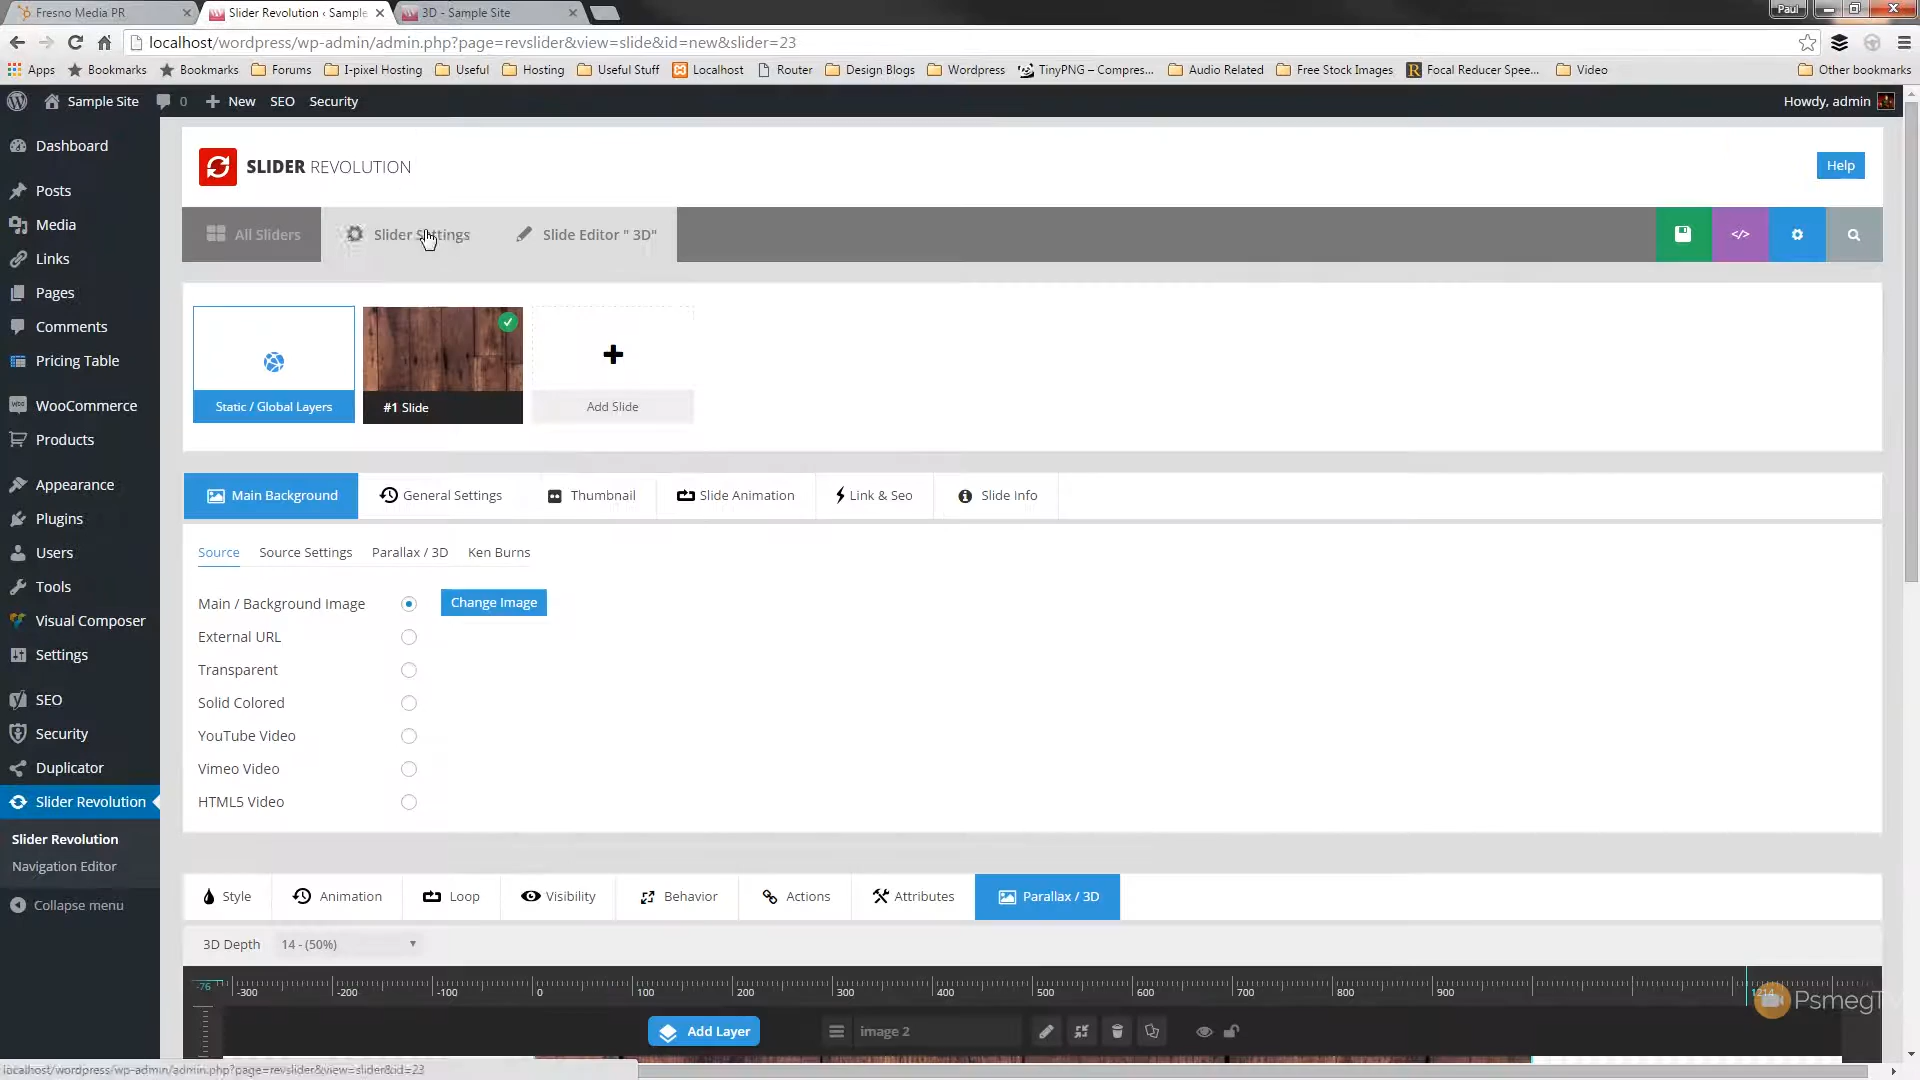 Fresno Media PR
Slider Revolution ‹ Sample
3D - Sample Site
Paul
localhost/wordpress/wp-admin/admin.php?page=revslider&view=slide&id=new&slider=23
Apps
Bookmarks
Bookmarks
Forums
I-pixel Hosting
Useful
Hosting
Useful Stuff
Localhost
Router
Design Blogs
Wordpress
TinyPNG – Compres...
Audio Related
Free Stock Images
Focal Reducer Spee...
Video
Other bookmarks
Sample Site
0
New
SEO
Security
Howdy, admin
Dashboard
Posts
Media
Links
Pages
Comments
Pricing Table
WooCommerce
Products
Appearance
Plugins
Users
Tools
Visual Composer
Settings
SEO
Security
Duplicator
Slider Revolution
Slider Revolution
Navigation Editor
Collapse menu
SLIDER REVOLUTION
Help
All Sliders
Slider Settings
Slide Editor " 3D"
Static / Global Layers
#1 Slide
Add Slide
Main Background
General Settings
Thumbnail
Slide Animation
Link & Seo
Slide Info
Source
Source Settings
Parallax / 3D
Ken Burns
Main / Background Image
Change Image
External URL
Transparent
Solid Colored
YouTube Video
Vimeo Video
HTML5 Video
Style
Animation
Loop
Visibility
Behavior
Actions
Attributes
Parallax / 3D
3D Depth
14 - (50%)
-76
-300
-200
-100
0
100
200
300
400
500
600
700
800
900
1214
Add Layer
image 2
localhost/wordpress/wp-admin/admin.php?page=revslider&view=slider&id=23